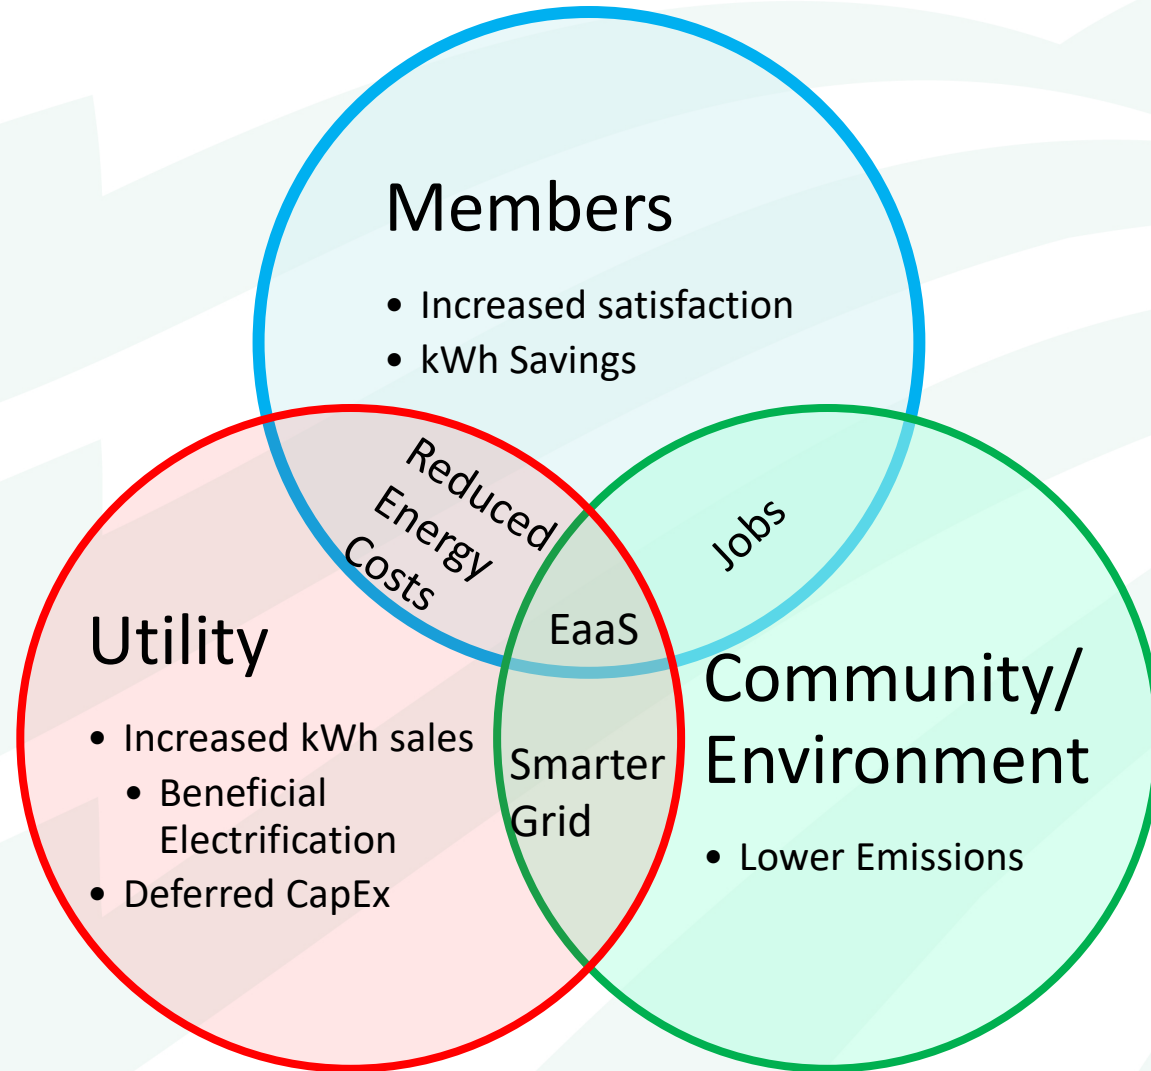 Members
• Increased satisfaction
• kWh Savings
Reduced
Energy
Costs
Jobs
EaaS
Utility
• Increased kWh sales
• Beneficial
Electrification
• Deferred CapEx
Smarter
Grid
Community/
Environment
• Lower Emissions